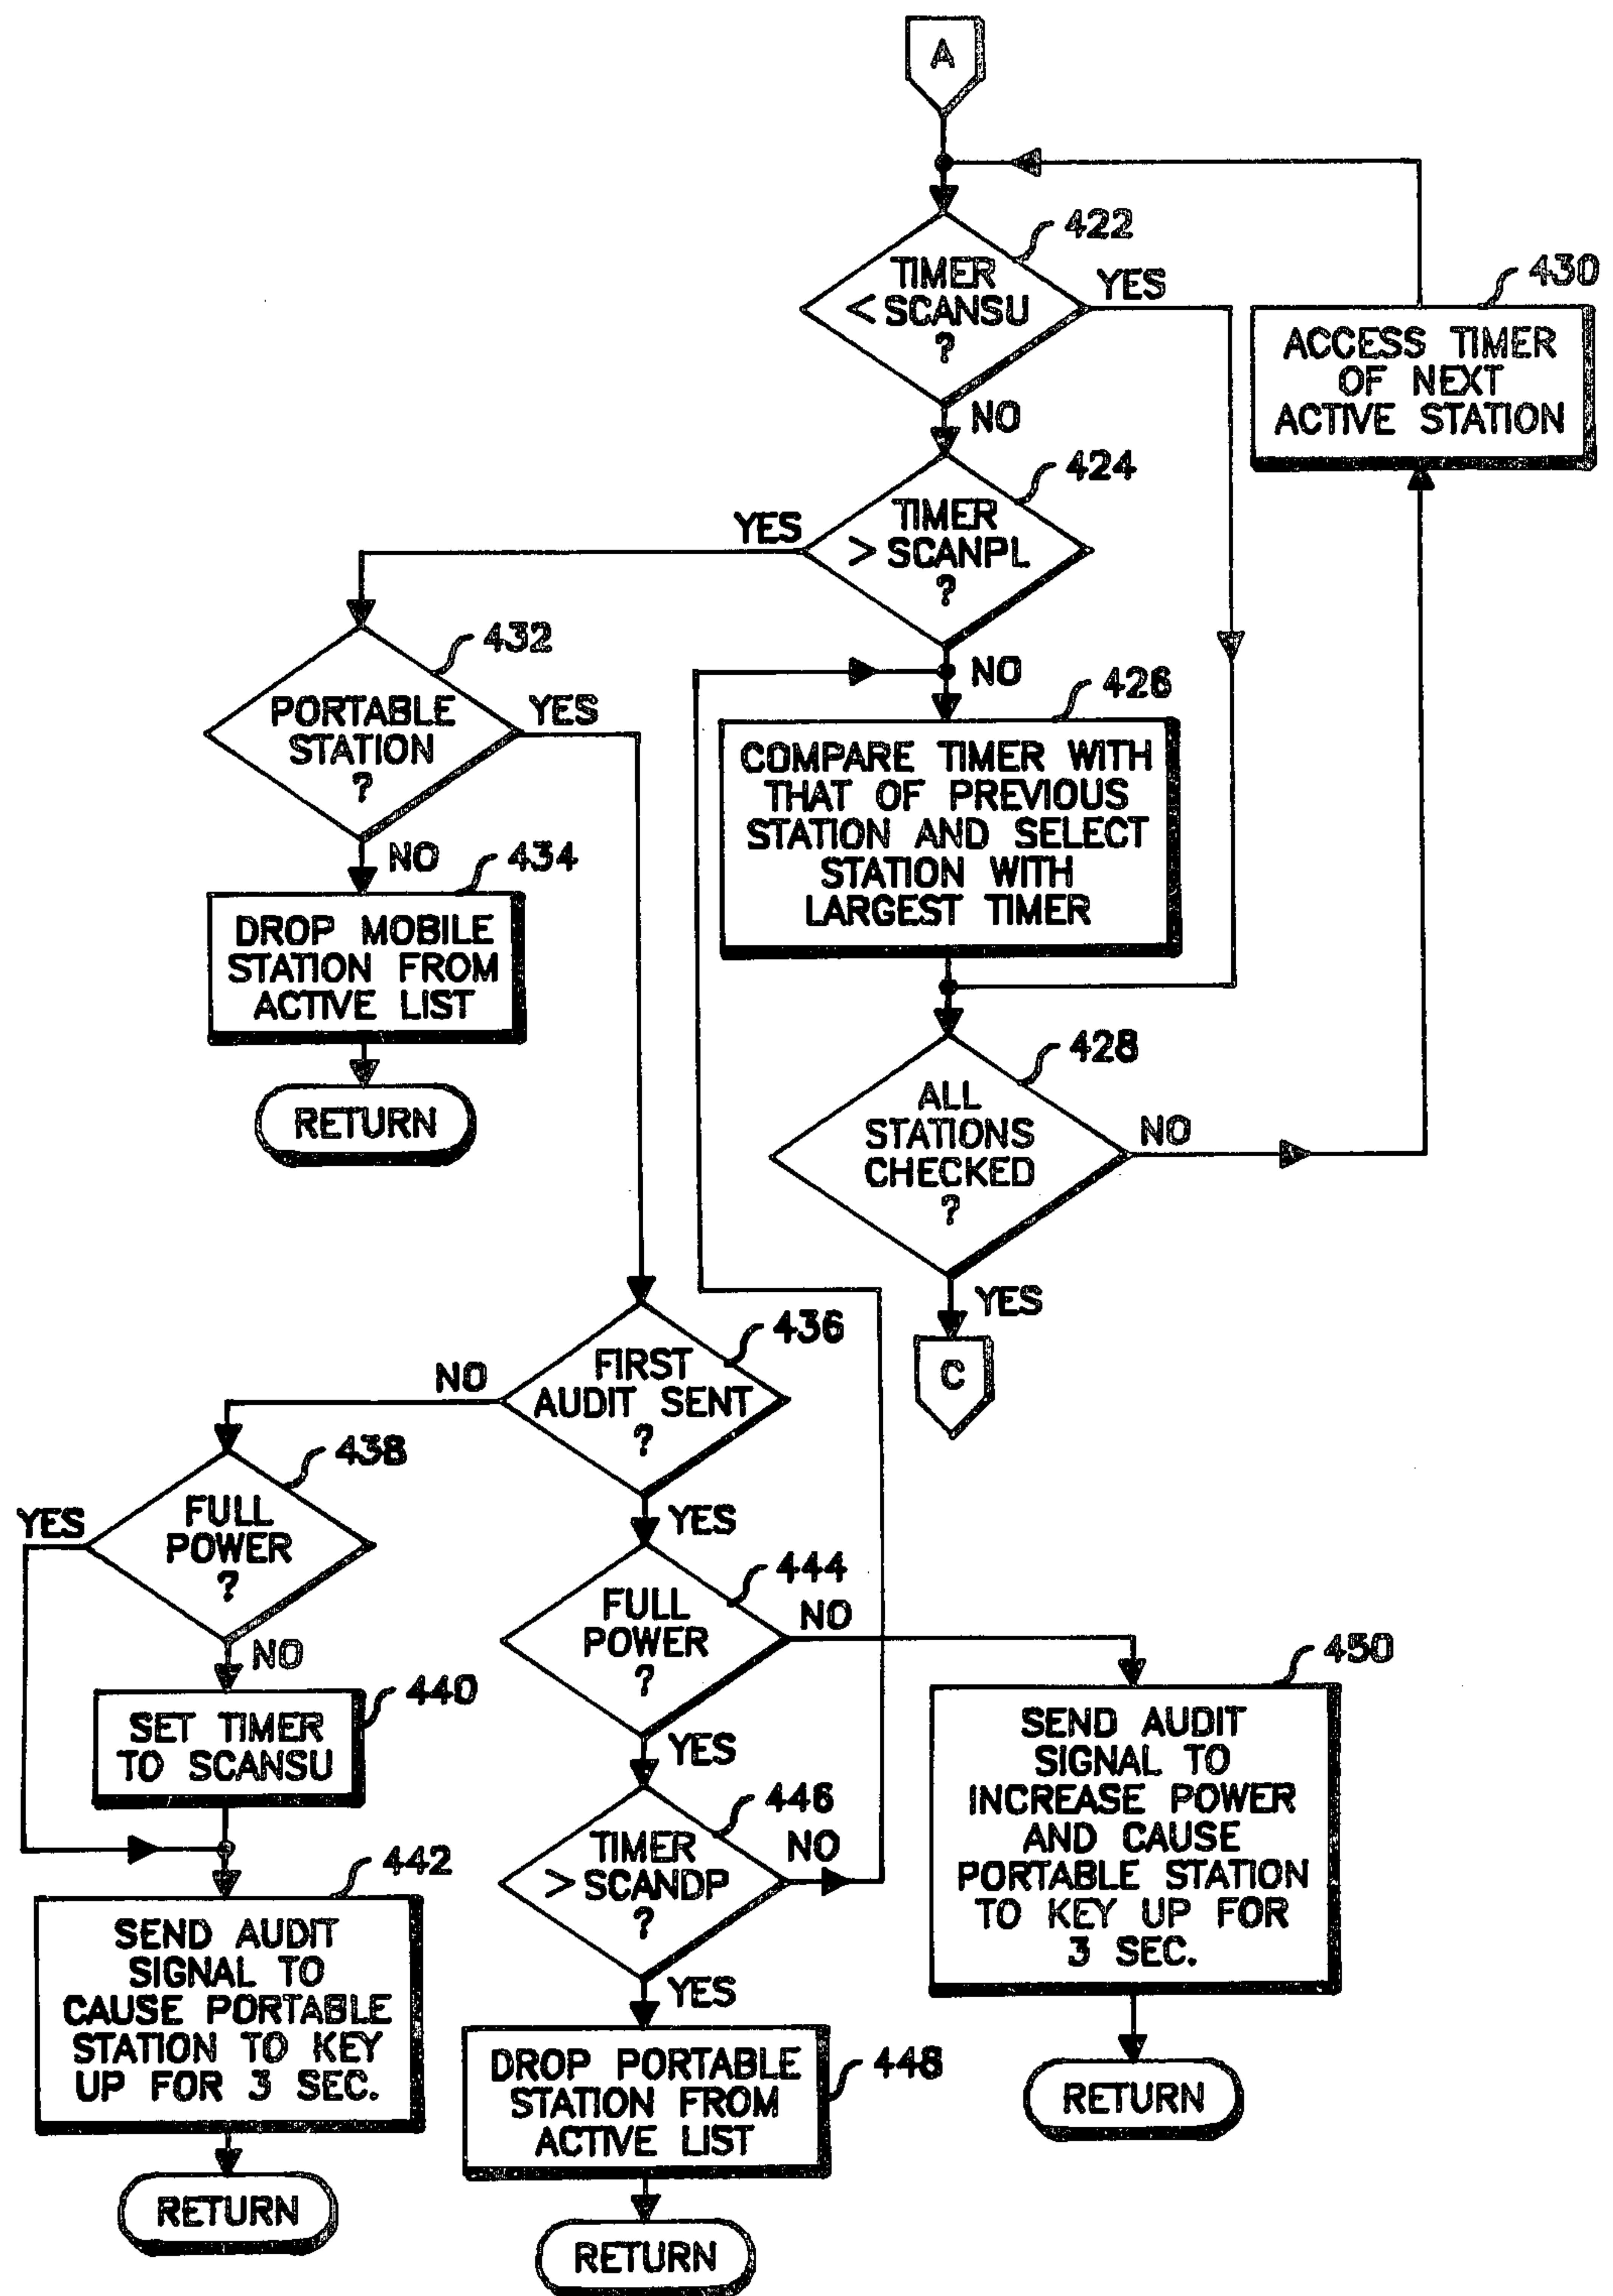 A
422
TIMER
< SCANSU
?
YES
NO
430
ACCESS TIMER
OF NEXT
ACTIVE STATION
424
TIMER
> SCANPL
?
YES
NO
432
PORTABLE
STATION
?
YES
NO
434
DROP MOBILE
STATION FROM
ACTIVE LIST
RETURN
426
COMPARE TIMER WITH
THAT OF PREVIOUS
STATION AND SELECT
STATION WITH
LARGEST TIMER
428
ALL
STATIONS
CHECKED
?
NO
YES
C
436
FIRST
AUDIT SENT
?
NO
YES
438
FULL
POWER
?
YES
NO
440
SET TIMER
TO SCANSU
442
SEND AUDIT
SIGNAL TO
CAUSE PORTABLE
STATION TO KEY
UP FOR 3 SEC.
RETURN
444
FULL
POWER
?
NO
YES
446
TIMER
> SCANDP
?
NO
YES
448
DROP PORTABLE
STATION FROM
ACTIVE LIST
RETURN
450
SEND AUDIT
SIGNAL TO
INCREASE POWER
AND CAUSE
PORTABLE STATION
TO KEY UP FOR
3 SEC.
RETURN